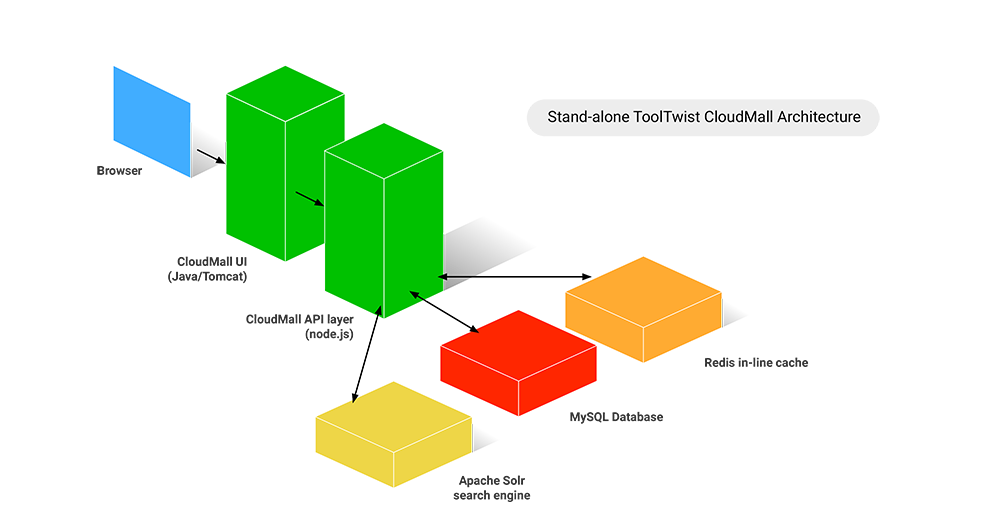 Stand-alone ToolTwist CloudMall Architecture
Browser
CloudMall UI
(Java/Tomcat)
CloudMall API layer
(node.js)
Redis in-line cache
MySQL Database
Apache Solr
search engine